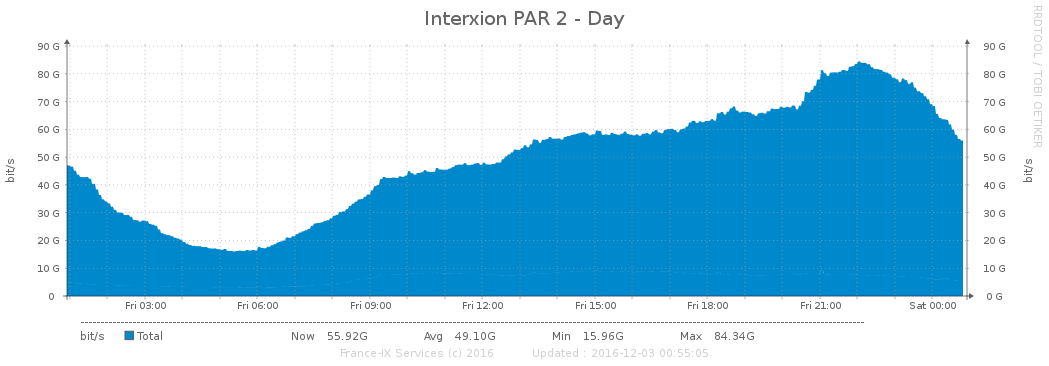 Interxion PAR 2 - Day
RRDTOOL / TOBI OETIKER
90 G 90 G
80 G 80 G
70 G 70 G
60 G 60 G
50 G 50 G
40 G 40 G
30 G 30 G
20 G 20 G
10 G 10 G
0 0 G
bit/s
bit/s
Fri 03:00 Fri 06:00 Fri 09:00 Fri 12:00 Fri 15:00 Fri 18:00 Fri 21:00 Sat 00:00
bit/s Total Now 55.92G Avg 49.10G Min 15.96G Max 84.34G
France-IX Services (c) 2016 Updated : 2016-12-03 00:55:05